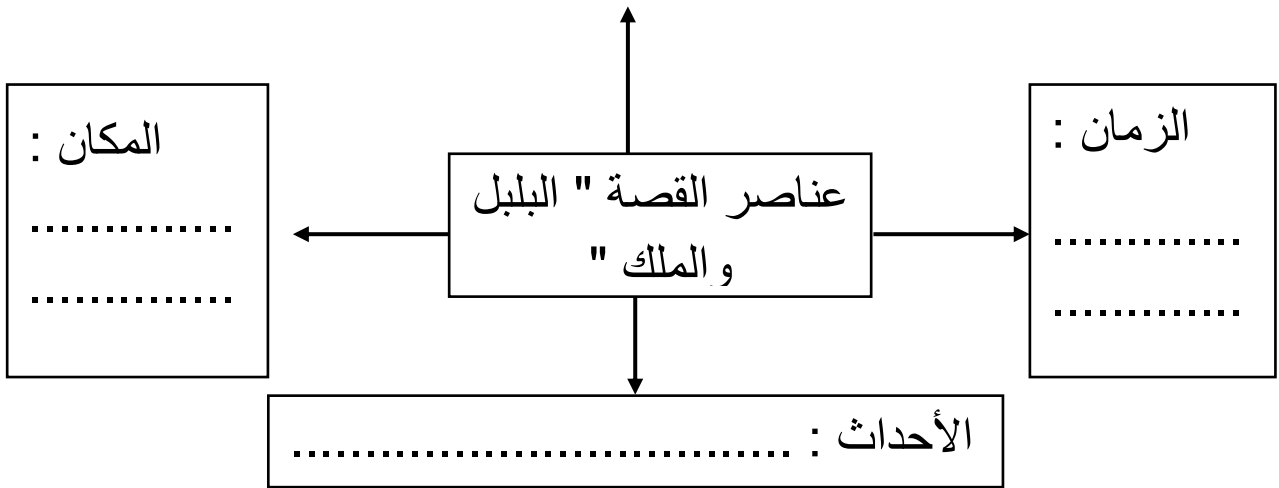 الزمان :
.............
.............
عناصر القصة " البلبل
والملك "
المكان :
..............
..............
الأحداث : ..................................